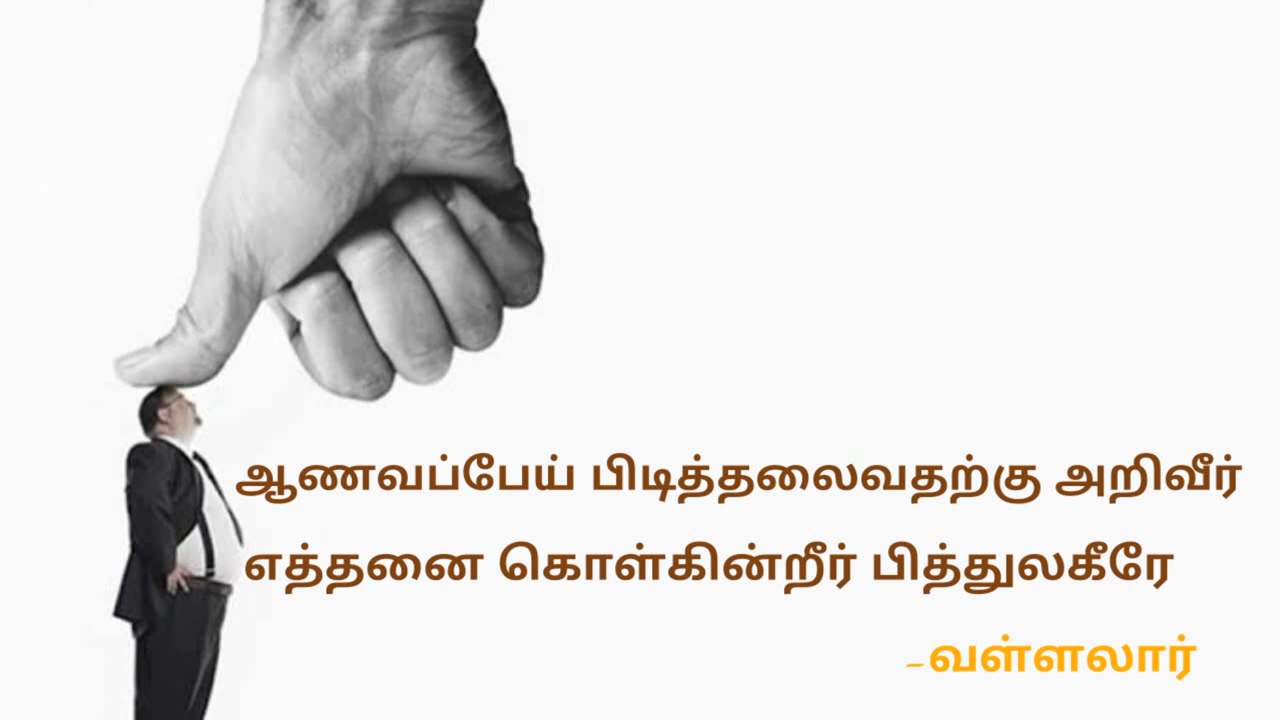 ஆணவப்பேய் பிடித்தலைவதற்கு அறிவீர்
எத்தனை கொள்கின்றீர் பித்துலகீரே
-வள்ளலார்